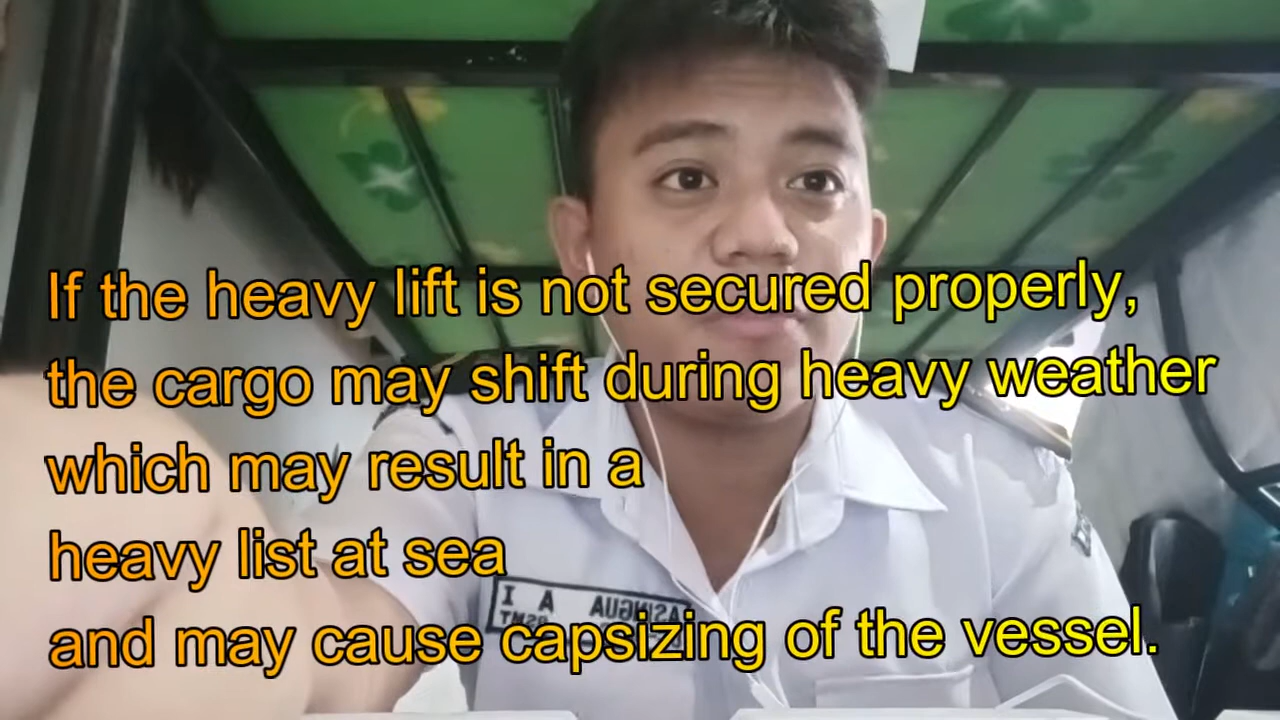 If the heavy lift is not secured properly,
the cargo may shift during heavy weather
which may result in a
heavy list at sea
and may cause capsizing of the vessel.
I A
BSMT